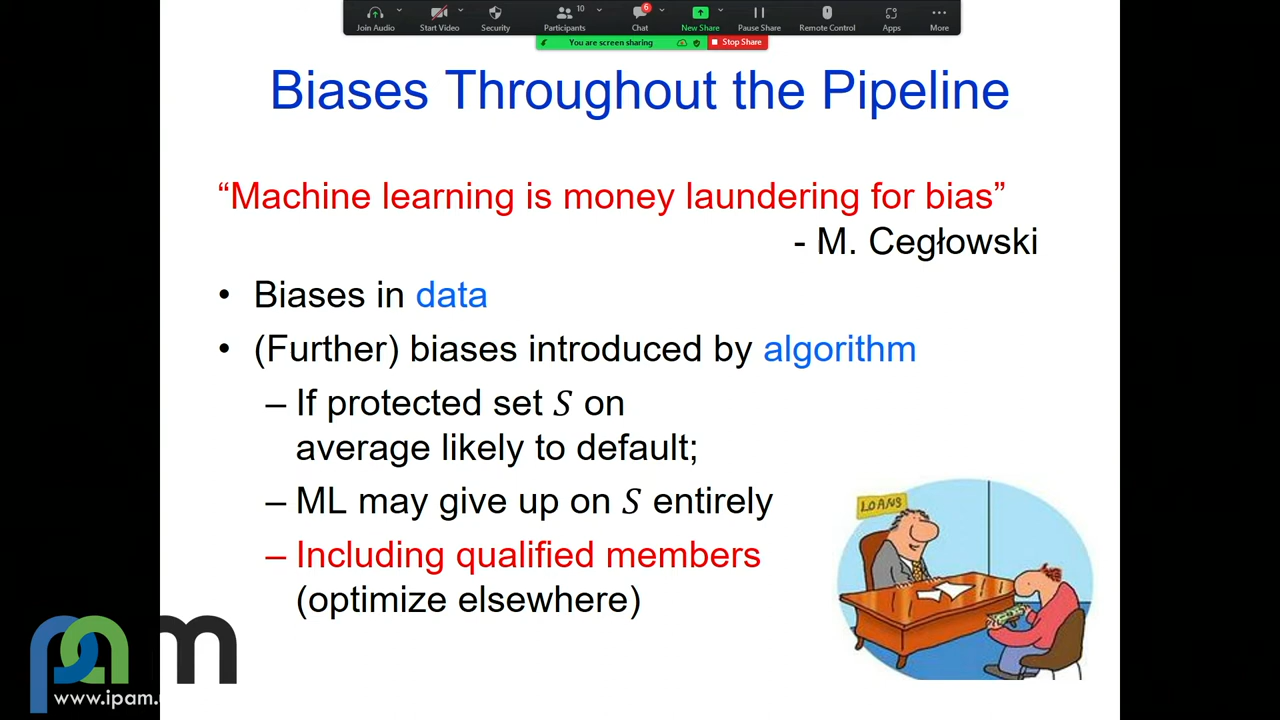 Join Audio
Start Video
Security
10
Participants
6
Chat
New Share
Pause Share
Remote Control
Apps
More
You are screen sharing
Stop Share
Biases Throughout the Pipeline
“Machine learning is money laundering for bias”
- M. Cegłowski
• Biases in data
• (Further) biases introduced by algorithm
– If protected set S on
average likely to default;
– ML may give up on S entirely
– Including qualified members
(optimize elsewhere)
LOANS
pam
www.ipam.u